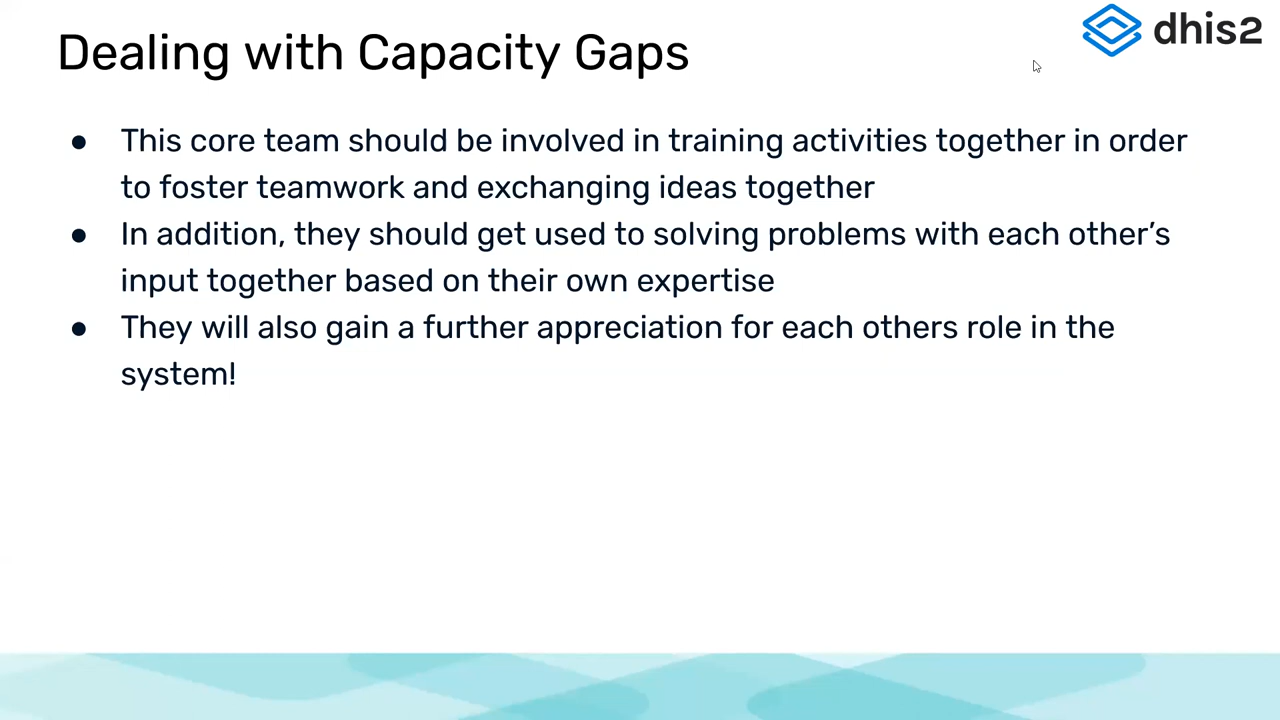 Dealing with Capacity Gaps
dhis2
● This core team should be involved in training activities together in order
to foster teamwork and exchanging ideas together
● In addition, they should get used to solving problems with each other’s
input together based on their own expertise
● They will also gain a further appreciation for each others role in the
system!